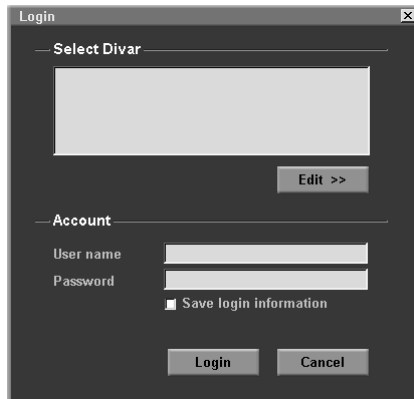 Login
Select Divar
Edit >>
Account
User name
Password
Save login information
Login Cancel